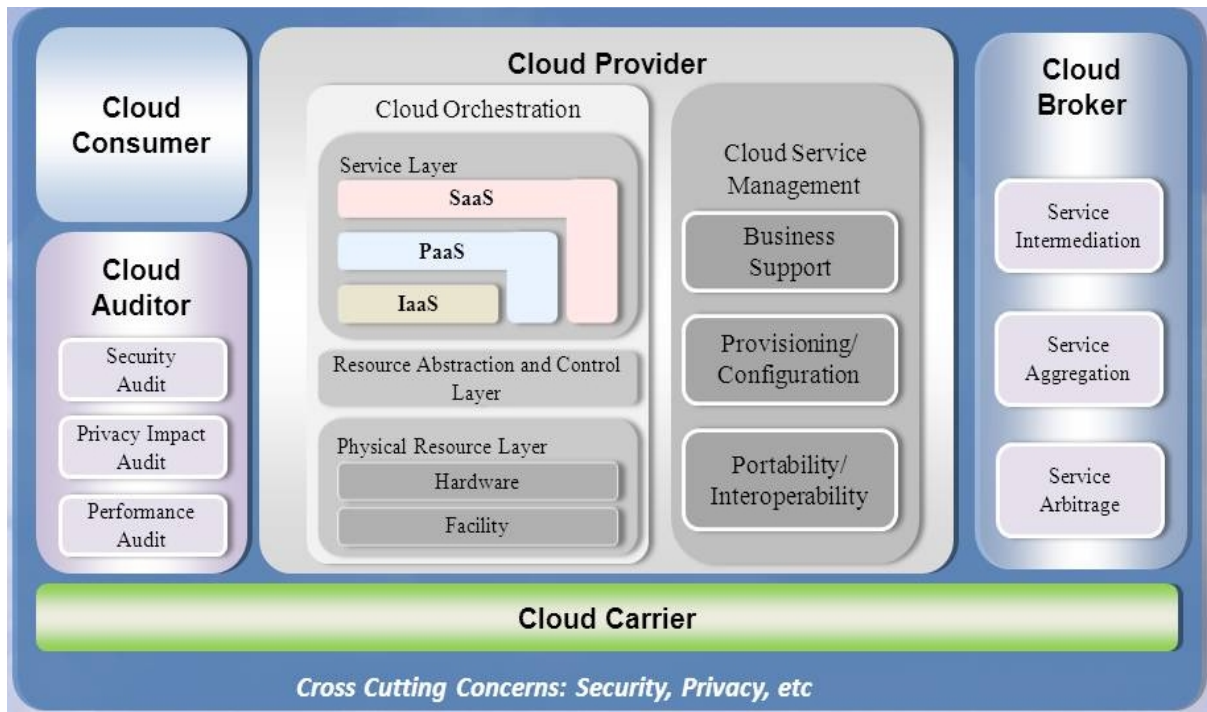 Cloud
Consumer
Cloud
Auditor
Security
Audit
Privacy Impact
Audit
Performance
Audit
Cloud Provider
Cloud Orchestration
Service Layer
SaaS
PaaS
IaaS
Resource Abstraction and Control
Layer
Physical Resource Layer
Hardware
Facility
Cloud Service
Management
Business
Support
Provisioning/
Configuration
Portability/
Interoperability
Cloud
Broker
Service
Intermediation
Service
Aggregation
Service
Arbitrage
Cloud Carrier
Cross Cutting Concerns: Security, Privacy, etc